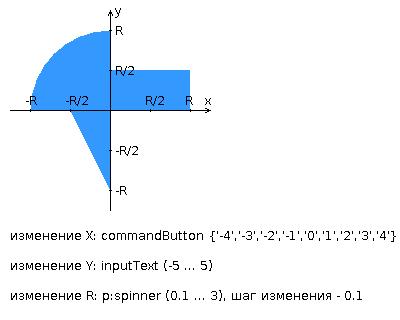 y
R
R/2
-R -R/2 R/2 R x
-R/2
-R
изменение X: commandButton {'-4','-3','-2','-1','0','1','2','3','4'}
изменение Y: inputText (-5 ... 5)
изменение R: p:spinner (0.1 ... 3), шаг изменения - 0.1